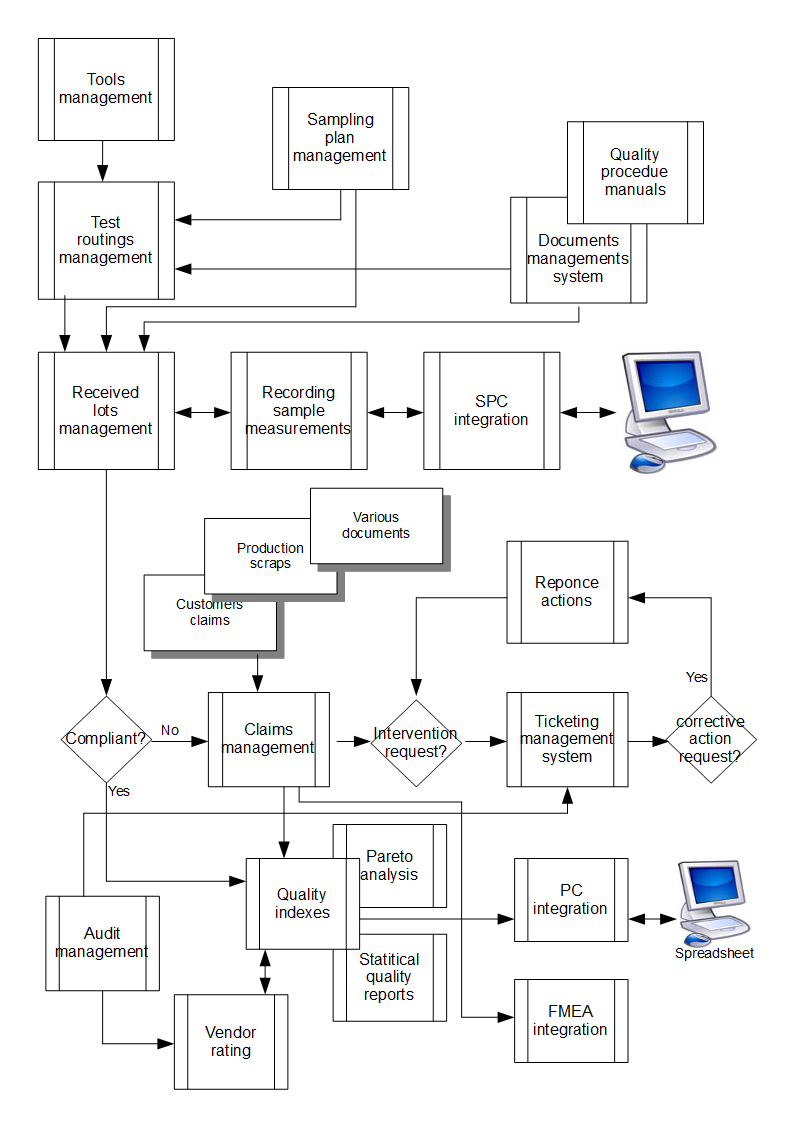 Tools
management
Sampling
plan
management
Quality
procedue
manuals
Test
routings
management
Documents
managements
system
Received
lots
management
Recording
sample
measurements
SPC
integration
Various
documents
Production
scraps
Customers
claims
Reponce
actions
Yes
Compliant?
No
Claims
management
Intervention
request?
Ticketing
management
system
corrective
action
request?
Yes
Pareto
analysis
Quality
indexes
PC
integration
Audit
management
Spreadsheet
Statitical
quality
reports
Vendor
rating
FMEA
integration